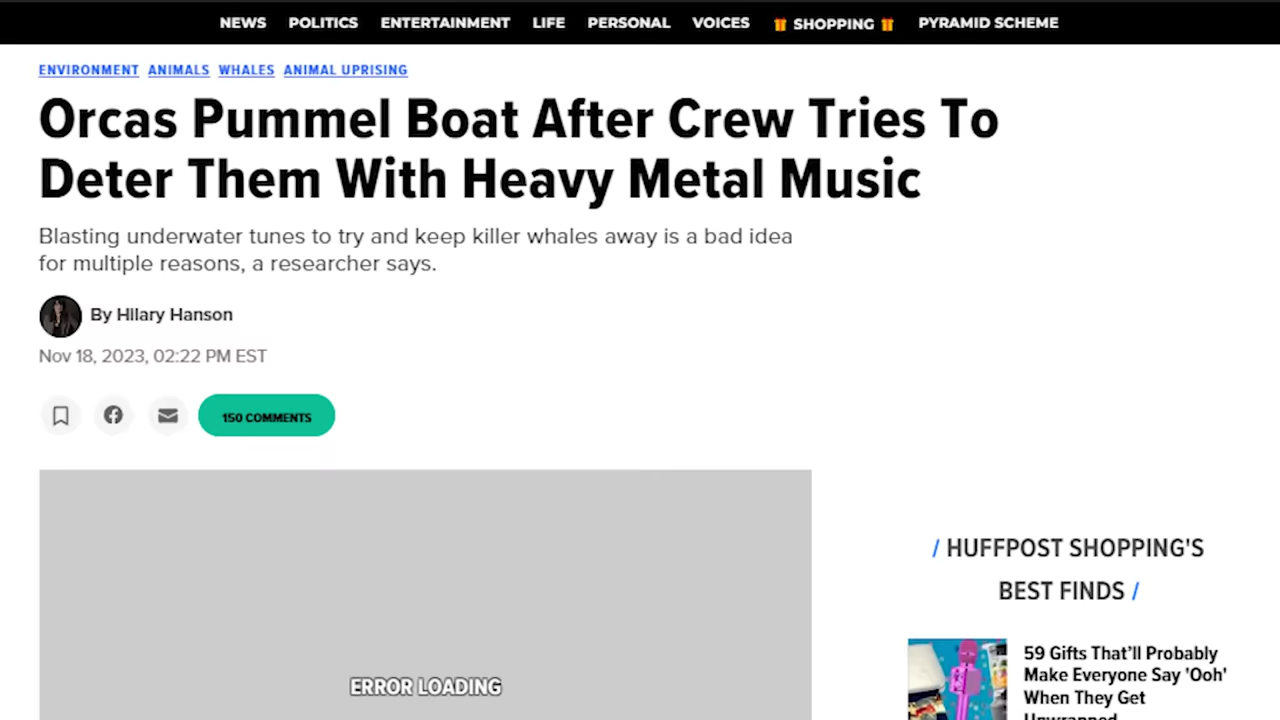 NEWS POLITICS ENTERTAINMENT LIFE PERSONAL VOICES SHOPPING PYRAMID SCHEME
ENVIRONMENT ANIMALS WHALES ANIMAL UPRISING
Orcas Pummel Boat After Crew Tries To
Deter Them With Heavy Metal Music
Blasting underwater tunes to try and keep killer whales away is a bad idea
for multiple reasons, a researcher says.
By Hilary Hanson
Nov 18, 2023, 02:22 PM EST
150 COMMENTS
ERROR LOADING
/ HUFFPOST SHOPPING'S
BEST FINDS /
59 Gifts That'll Probably
Make Everyone Say 'Ooh'
When They Get
Unwrapped